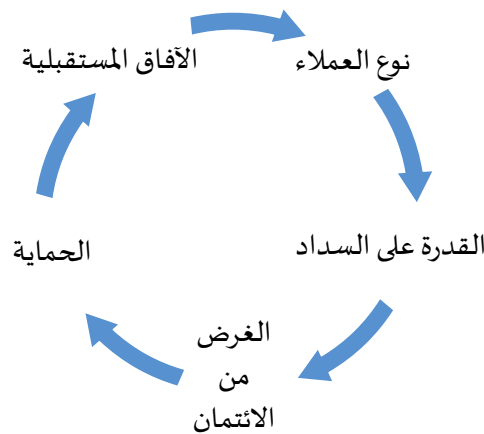 الآفاق المستقبلية
نوع العملاء
القدرة على السداد
الغرض
من
الائتمان
الحماية